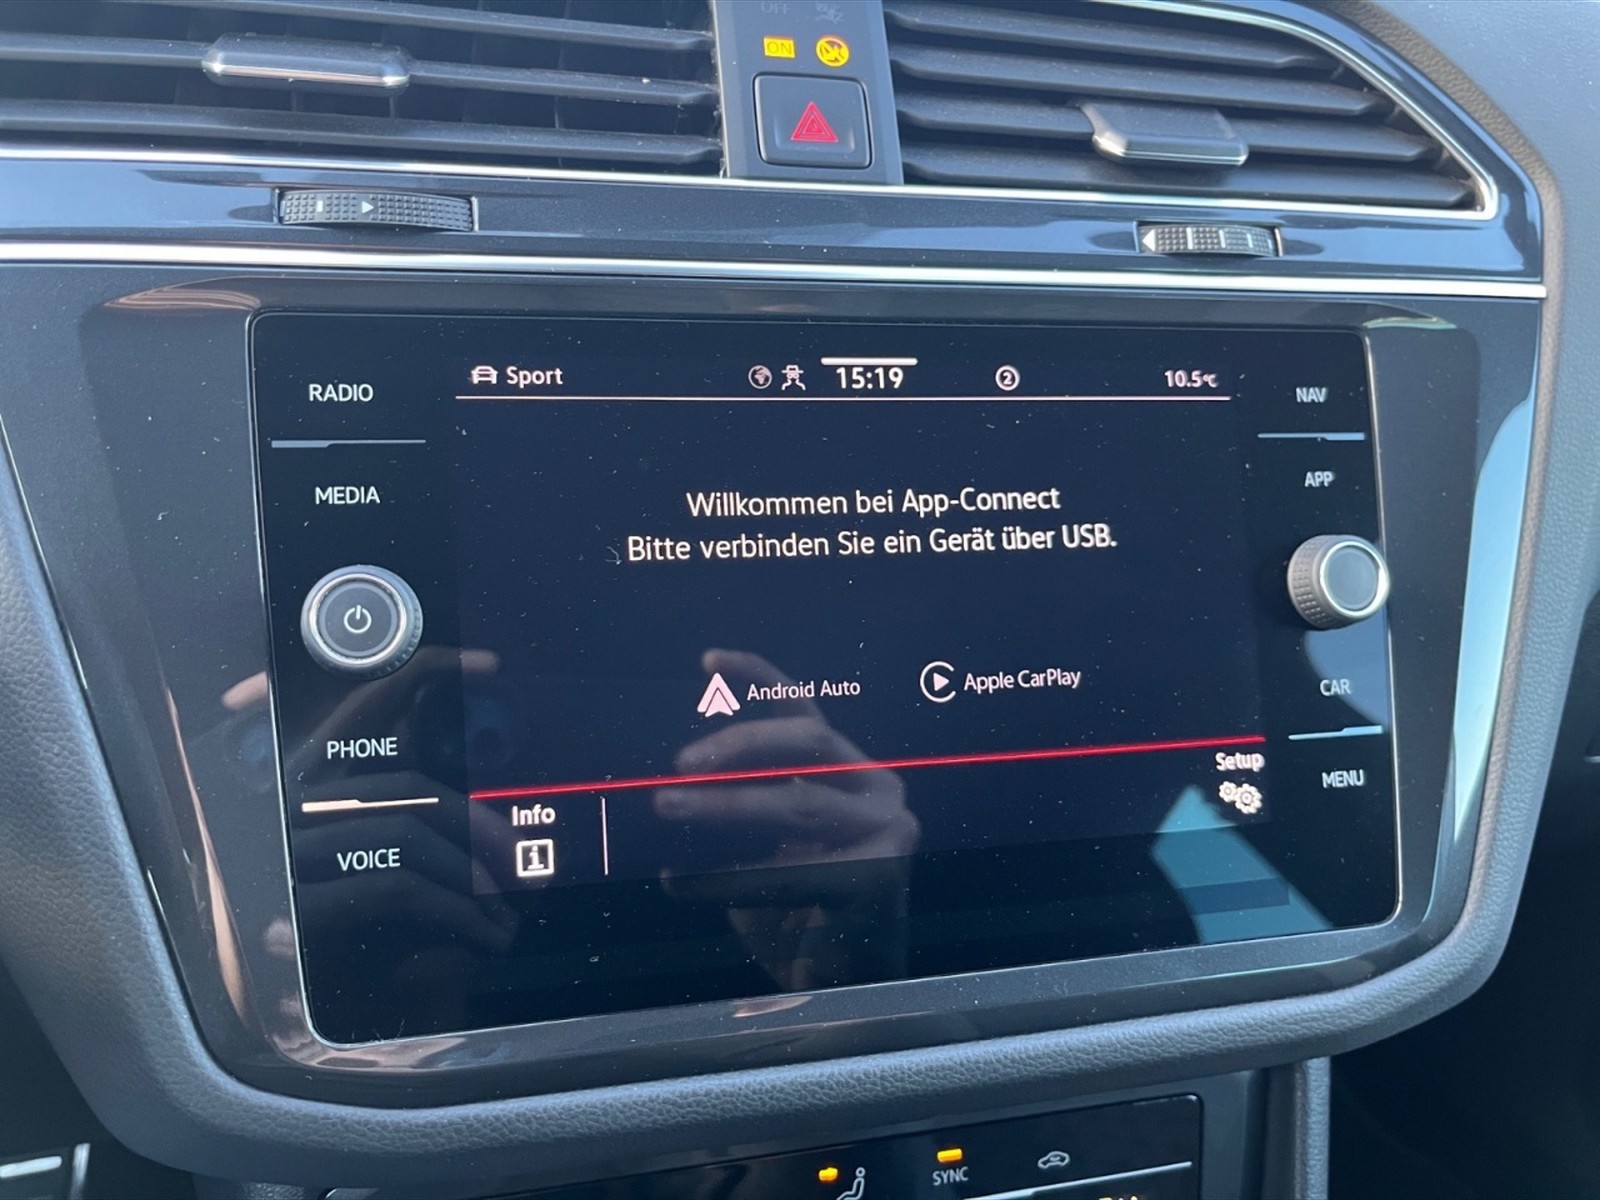 OFF
ON
Sport
15:19
2
10.5°C
RADIO
MEDIA
PHONE
VOICE
NAV
APP
CAR
MENU
Willkommen bei App-Connect
Bitte verbinden Sie ein Gerät über USB.
Android Auto
Apple CarPlay
Setup
Info
i
SYNC